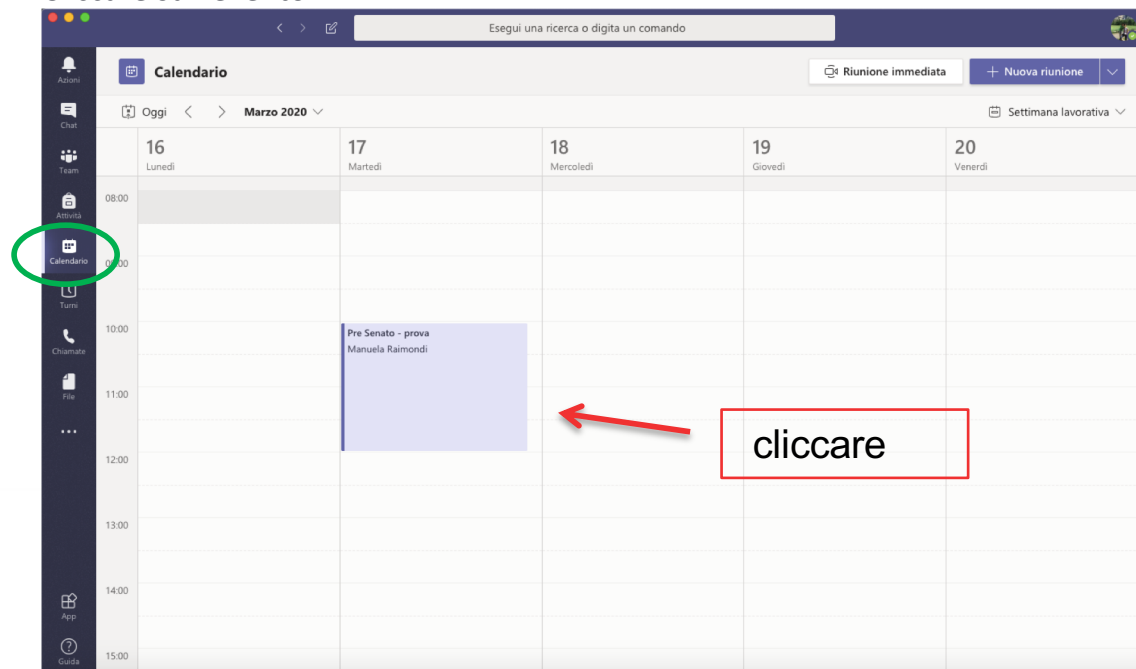 Esegui una ricerca o digita un comando
Azioni
Calendario
Riunione immediata
+ Nuova riunione
Chat
Oggi < > Marzo 2020
Settimana lavorativa
Team
16 17 18 19 20
Lunedì Martedì Mercoledì Giovedì Venerdì
Attività
08:00
Calendario
Turni
10:00
Pre Senato - prova
Manuela Raimondi
Chiamate
File
11:00
cliccare
12:00
13:00
14:00
App
15:00
Guida